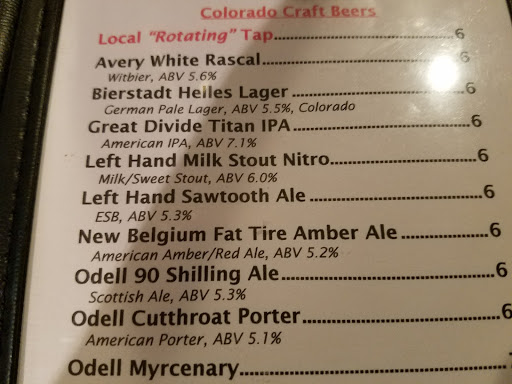 Colorado Craft Beers
Local "Rotating" Tap..............................6
Avery White Rascal..............................6
Witbier, ABV 5.6%
Bierstadt Helles Lager..............................6
German Pale Lager, ABV 5.5%, Colorado
Great Divide Titan IPA..............................6
American IPA, ABV 7.1%
Left Hand Milk Stout Nitro..............................6
Milk/Sweet Stout, ABV 6.0%
Left Hand Sawtooth Ale..............................6
ESB, ABV 5.3%
New Belgium Fat Tire Amber Ale....................6
American Amber/Red Ale, ABV 5.2%
Odell 90 Shilling Ale..............................6
Scottish Ale, ABV 5.3%
Odell Cutthroat Porter..............................6
American Porter, ABV 5.1%
Odell Myrcenary..............................